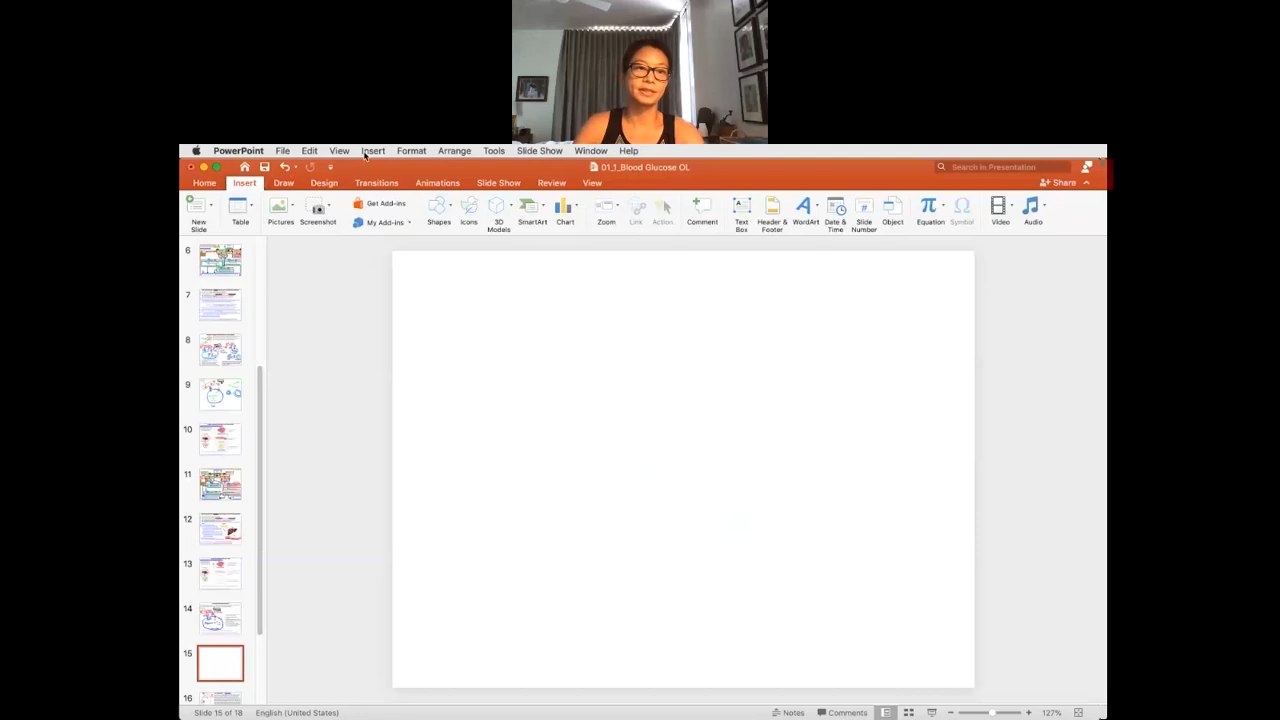 PowerPoint File Edit View Insert Format Arrange Tools Slide Show Window Help
01_1_Blood Glucose OL
Search in Presentation
Home Insert Draw Design Transitions Animations Slide Show Review View
Share
New Slide
Table
Pictures
Screenshot
Get Add-ins
My Add-ins
Shapes
Icons
3D Models
SmartArt
Chart
Zoom
Link
Action
Comment
Text Box
Header & Footer
WordArt
Date & Time
Slide Number
Object
Equation
Symbol
Video
Audio
6
7
8
9
10
11
12
13
14
15
16
Slide 15 of 18 English (United States) Notes Comments 127%